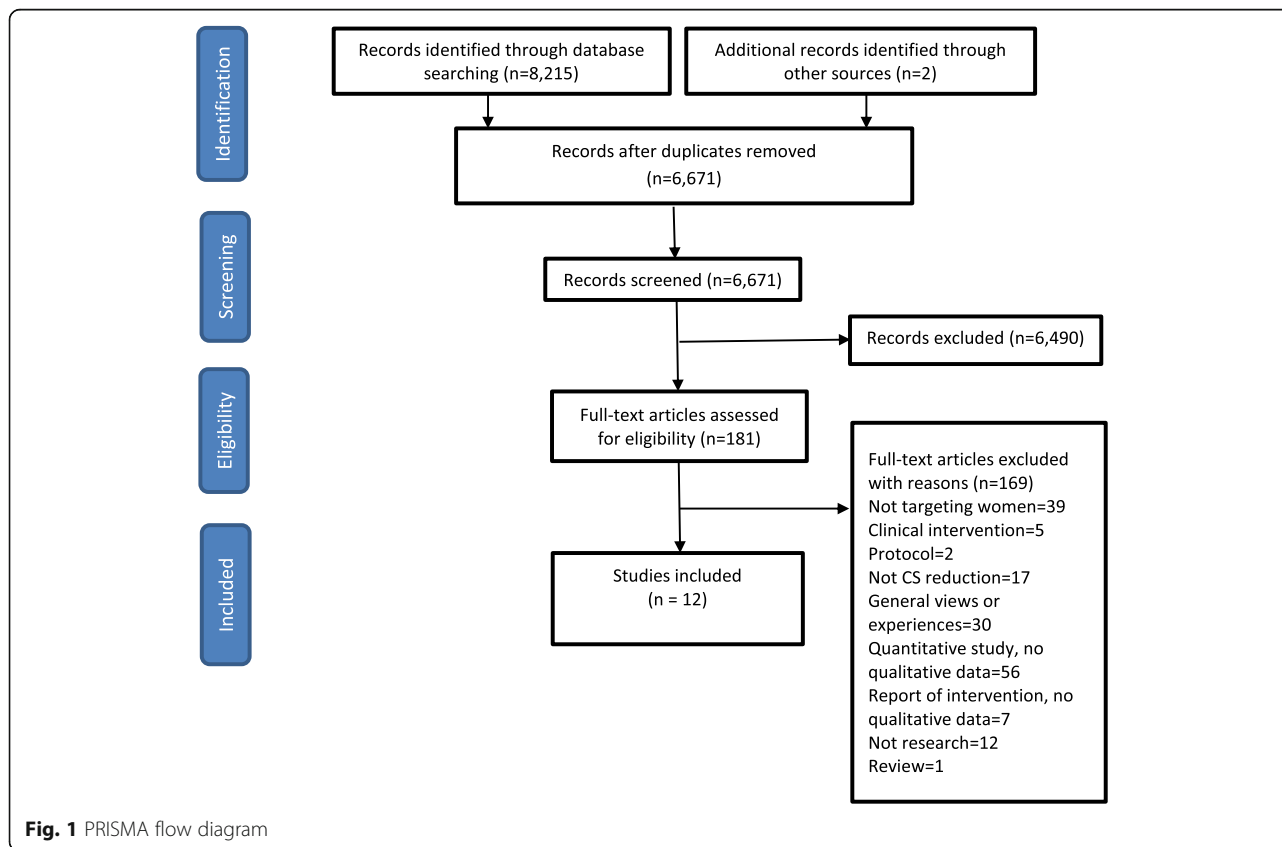 Identification
Records identified through database
searching (n=8,215)
Additional records identified through
other sources (n=2)
Records after duplicates removed
(n=6,671)
Screening
Records screened (n=6,671)
Records excluded (n=6,490)
Eligibility
Full-text articles assessed
for eligibility (n=181)
Full-text articles excluded
with reasons (n=169)
Not targeting women=39
Clinical intervention=5
Protocol=2
Not CS reduction=17
General views or
experiences=30
Quantitative study, no
qualitative data=56
Report of intervention, no
qualitative data=7
Not research=12
Review=1
Included
Studies included
(n = 12)
Fig. 1 PRISMA flow diagram